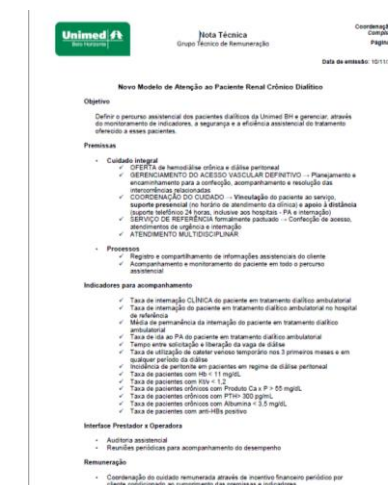 Unimed
Belo Horizonte
Nota Técnica
Grupo Técnico de Remuneração
Coordenaçã
Compl
Págin
Data de emissão: 10/11/
Novo Modelo de Atenção ao Paciente Renal Crônico Dialítico
Objetivo
Definir o percurso assistencial dos pacientes dialíticos da Unimed BH e gerenciar, através
do monitoramento de indicadores, a segurança e a eficiência assistencial do tratamento
oferecido a esses pacientes.
Premissas
- Cuidado integral
✓ OFERTA de hemodiálise crônica e diálise peritoneal
✓ GERENCIAMENTO DO ACESSO VASCULAR DEFINITIVO → Planejamento e
encaminhamento para a confecção, acompanhamento e resolução das
intercorrências relacionadas
✓ COORDENAÇÃO DO CUIDADO → Vinculação do paciente ao serviço,
suporte presencial (no horário de atendimento da clínica) e apoio à distância
(suporte telefônico 24 horas, inclusive aos hospitais - PA e internação)
✓ SERVIÇO DE REFERÊNCIA formalmente pactuado → Confecção de acesso,
atendimentos de urgência e internação
✓ ATENDIMENTO MULTIDISCIPLINAR
- Processos
✓ Registro e compartilhamento de informações assistenciais do cliente
✓ Acompanhamento e monitoramento do paciente em todo o percurso
assistencial
Indicadores para acompanhamento
✓ Taxa de internação CLÍNICA do paciente em tratamento dialítico ambulatorial
✓ Taxa de internação do paciente em tratamento dialítico ambulatorial no hospital
de referência
✓ Média de permanência da internação do paciente em tratamento dialítico
ambulatorial
✓ Taxa de ida ao PA do paciente em tratamento dialítico ambulatorial
✓ Tempo entre solicitação e liberação da vaga de diálise
✓ Taxa de utilização de cateter venoso temporário nos 3 primeiros meses e em
qualquer período da diálise
✓ Incidência de peritonite em pacientes em regime de diálise peritoneal
✓ Taxa de pacientes com Hb < 11 mg/dL
✓ Taxa de pacientes com Kt/v < 1,2
✓ Taxa de pacientes crônicos com Produto Ca x P > 55 mg/dL
✓ Taxa de pacientes crônicos com PTH> 300 pg/mL
✓ Taxa de pacientes crônicos com Albumina < 3,5 mg/dL
✓ Taxa de pacientes com anti-HBs positivo
Interface Prestador x Operadora
- Auditoria assistencial
- Reuniões periódicas para acompanhamento do desempenho
Remuneração
- Coordenação do cuidado remunerada através de incentivo financeiro periódico por
cliente condicionado ao cumprimento das premissas e indicadores